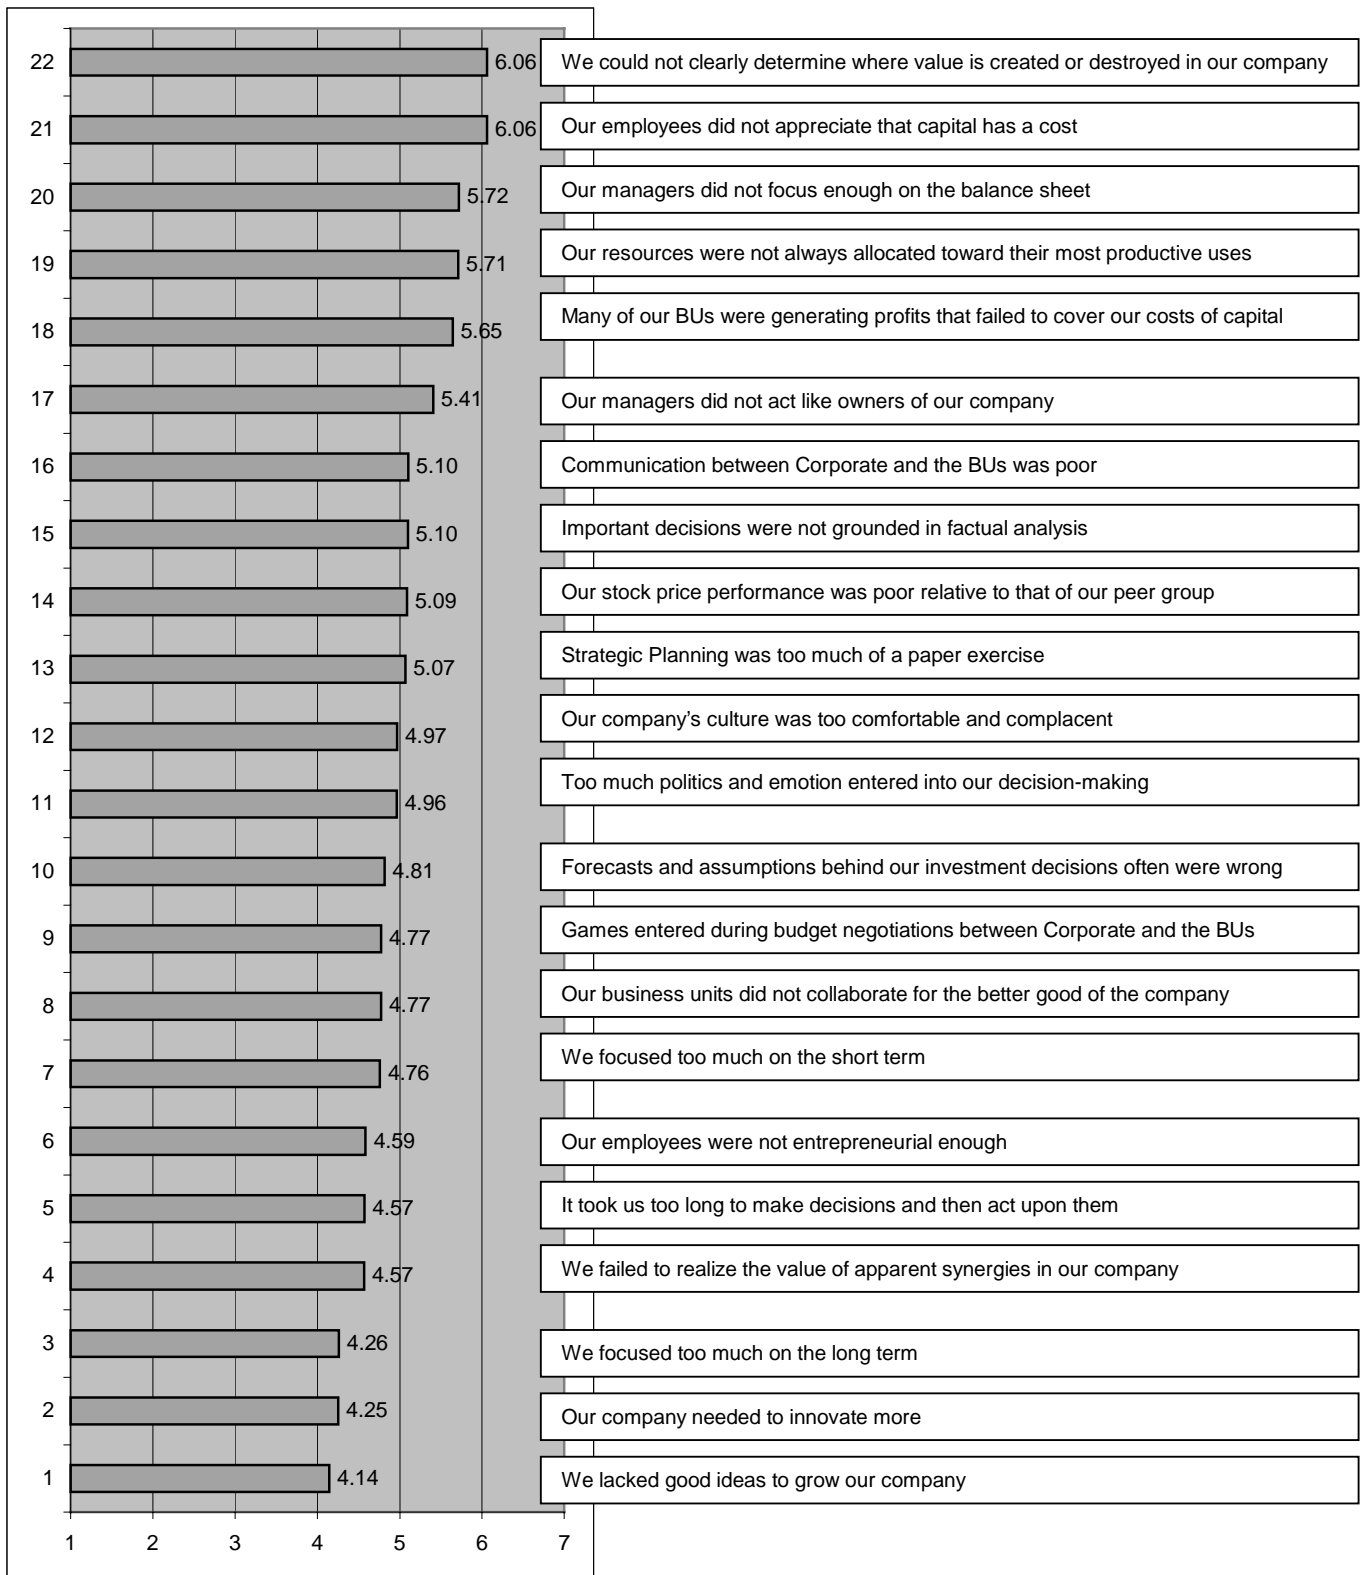 22 6.06 We could not clearly determine where value is created or destroyed in our company
21 6.06 Our employees did not appreciate that capital has a cost
20 5.72 Our managers did not focus enough on the balance sheet
19 5.71 Our resources were not always allocated toward their most productive uses
18 5.65 Many of our BUs were generating profits that failed to cover our costs of capital
17 5.41 Our managers did not act like owners of our company
16 5.10 Communication between Corporate and the BUs was poor
15 5.10 Important decisions were not grounded in factual analysis
14 5.09 Our stock price performance was poor relative to that of our peer group
13 5.07 Strategic Planning was too much of a paper exercise
12 4.97 Our company’s culture was too comfortable and complacent
11 4.96 Too much politics and emotion entered into our decision-making
10 4.81 Forecasts and assumptions behind our investment decisions often were wrong
9 4.77 Games entered during budget negotiations between Corporate and the BUs
8 4.77 Our business units did not collaborate for the better good of the company
7 4.76 We focused too much on the short term
6 4.59 Our employees were not entrepreneurial enough
5 4.57 It took us too long to make decisions and then act upon them
4 4.57 We failed to realize the value of apparent synergies in our company
3 4.26 We focused too much on the long term
2 4.25 Our company needed to innovate more
1 4.14 We lacked good ideas to grow our company
1 2 3 4 5 6 7